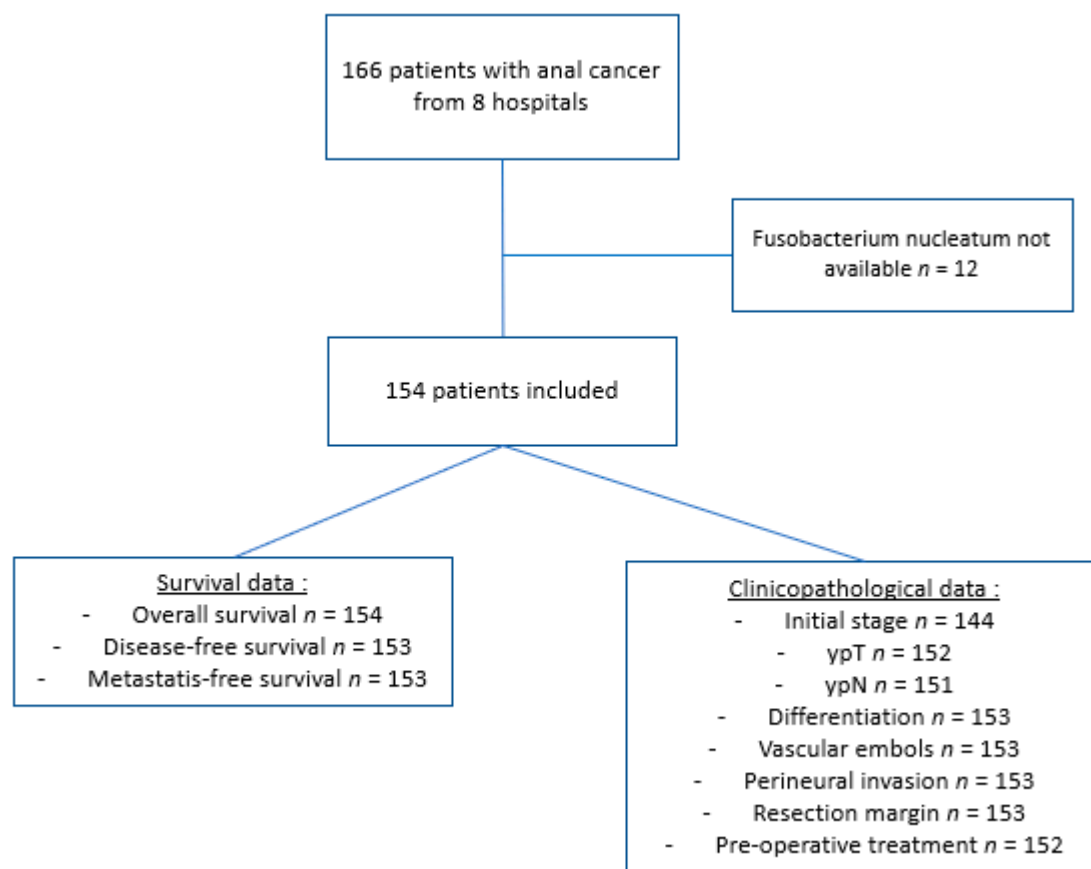 166 patients with anal cancer
from 8 hospitals
Fusobacterium nucleatum not
available n = 12
154 patients included
Survival data :
- Overall survival n = 154
- Disease-free survival n = 153
- Metastatis-free survival n = 153
Clinicopathological data :
- Initial stage n = 144
- ypT n = 152
- ypN n = 151
- Differentiation n = 153
- Vascular embols n = 153
- Perineural invasion n = 153
- Resection margin n = 153
- Pre-operative treatment n = 152